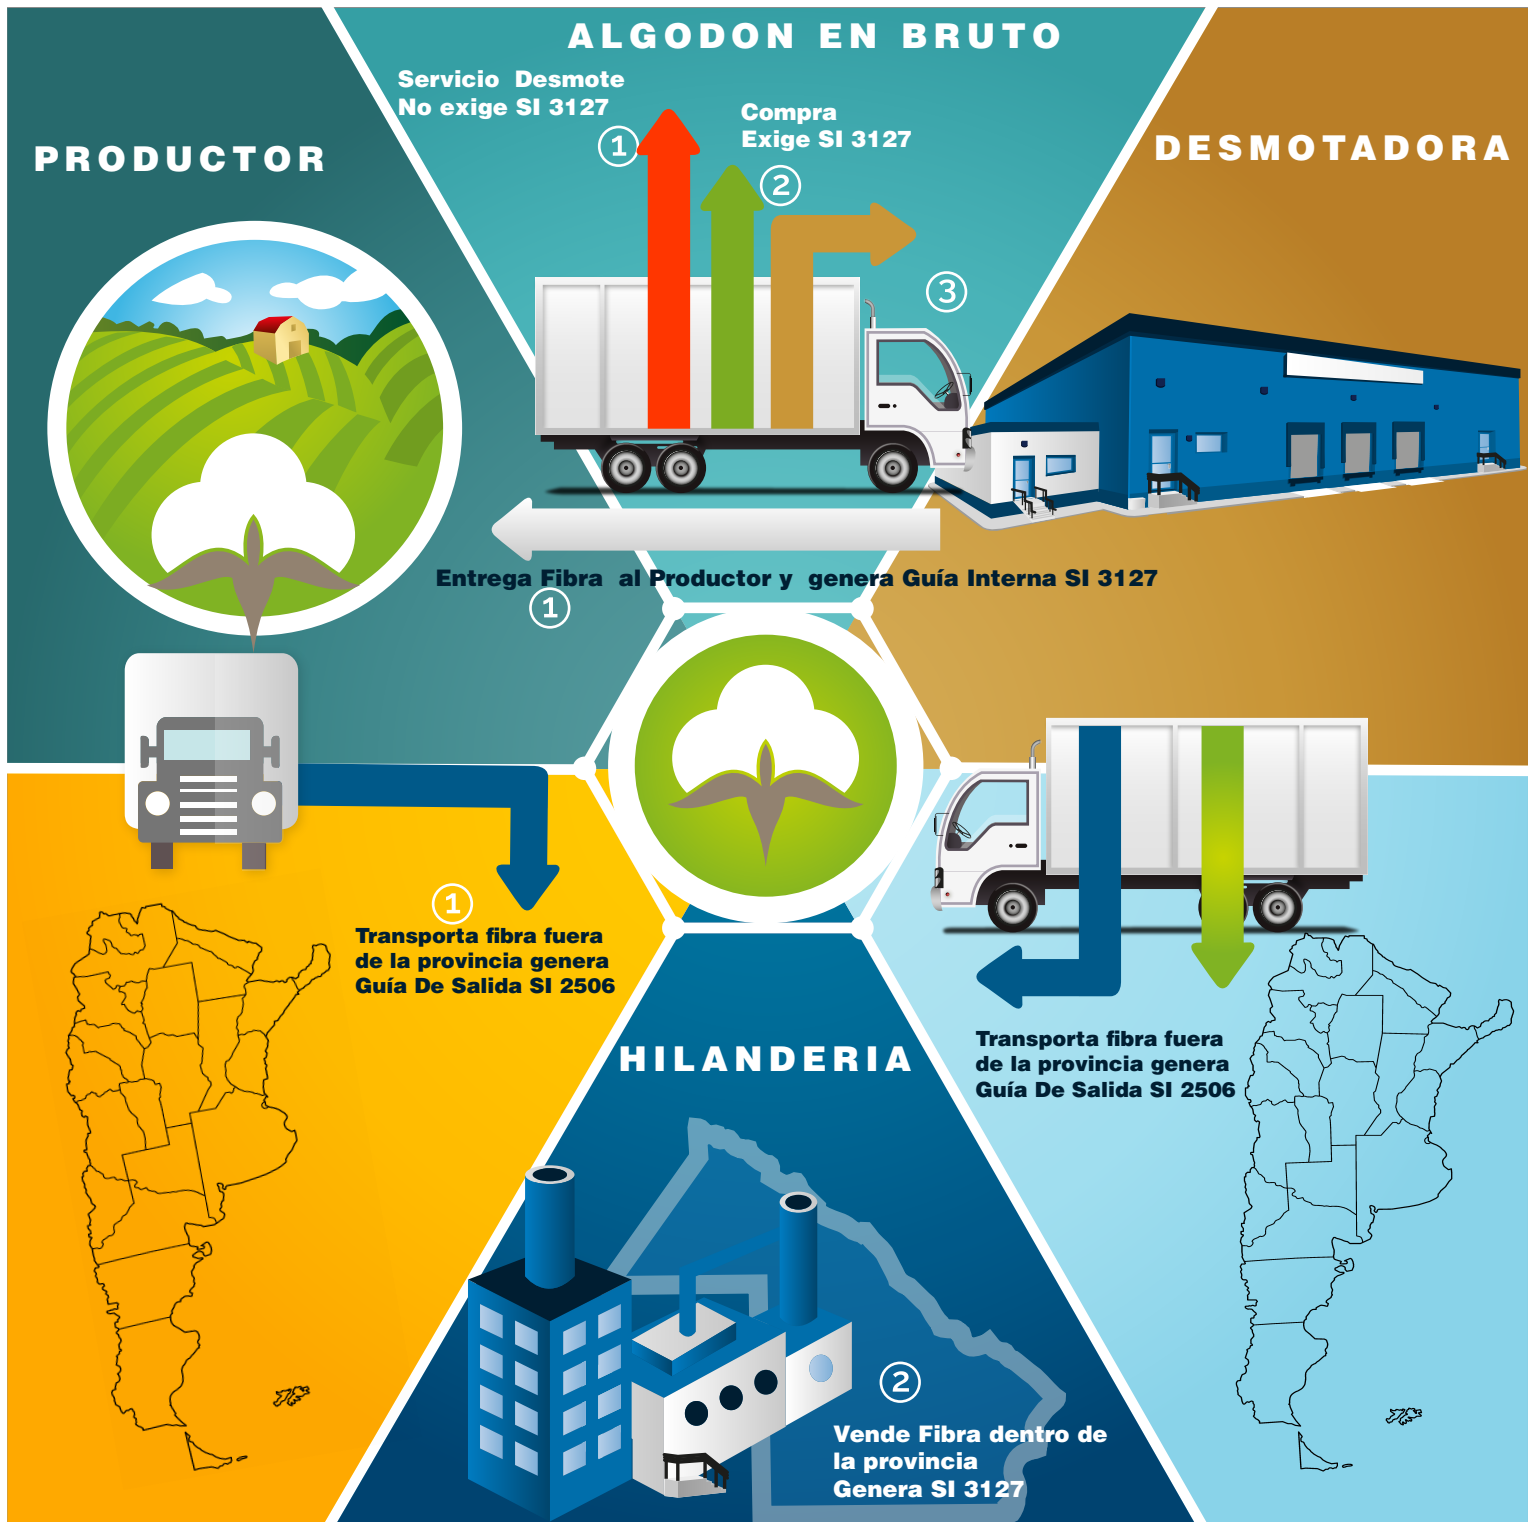 ALGODON EN BRUTO
Servicio Desmote
No exige SI 3127
1
Compra
Exige SI 3127
2
3
PRODUCTOR
DESMOTADORA
Entrega Fibra al Productor y genera Guía Interna SI 3127
1
1
Transporta fibra fuera
de la provincia genera
Guía De Salida SI 2506
Transporta fibra fuera
de la provincia genera
Guía De Salida SI 2506
HILANDERIA
2
Vende Fibra dentro de
la provincia
Genera SI 3127